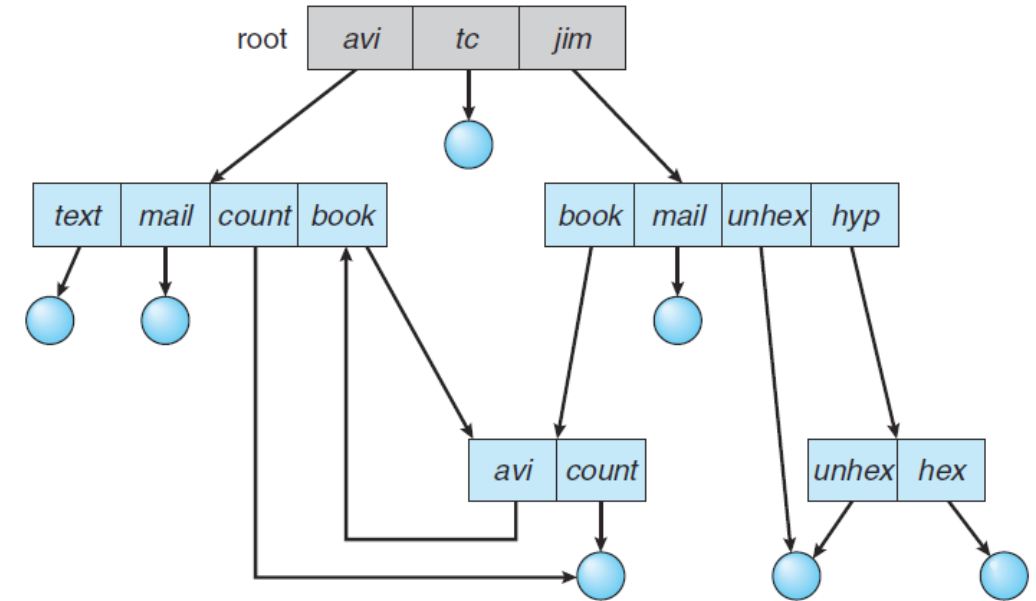 root avi tc jim
text mail count book
book mail unhex hyp
avi count
unhex hex